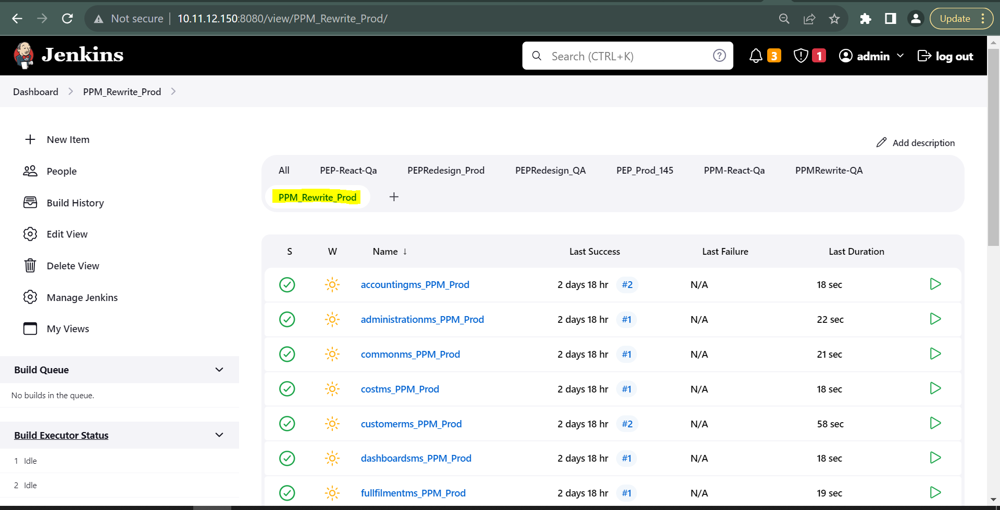 Not secure 10.11.12.150:8080/view/PPM_Rewrite_Prod/ Update
Jenkins Search (CTRL+K) 3 1 admin log out
Dashboard PPM_Rewrite_Prod
New Item
People
Build History
Edit View
Delete View
Manage Jenkins
My Views
Build Queue
No builds in the queue.
Build Executor Status
1 Idle
2 Idle
Add description
All PEP-React-Qa PEPRedesign_Prod PEPRedesign_QA PEP_Prod_145 PPM-React-Qa PPMRewrite-QA
PPM_Rewrite_Prod
S W Name ↓ Last Success Last Failure Last Duration
accountingms_PPM_Prod 2 days 18 hr #2 N/A 18 sec
administrationms_PPM_Prod 2 days 18 hr #1 N/A 22 sec
commonms_PPM_Prod 2 days 18 hr #1 N/A 21 sec
costms_PPM_Prod 2 days 18 hr #1 N/A 18 sec
customerms_PPM_Prod 2 days 18 hr #2 N/A 58 sec
dashboardsms_PPM_Prod 2 days 18 hr #1 N/A 18 sec
fullfilmentms_PPM_Prod 2 days 18 hr #1 N/A 19 sec